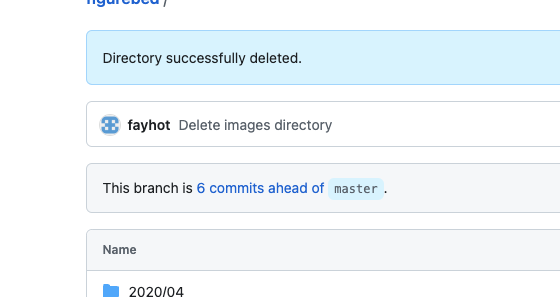 figurebed /
Directory successfully deleted.
fayhot Delete images directory
This branch is 6 commits ahead of master .
Name
2020/04